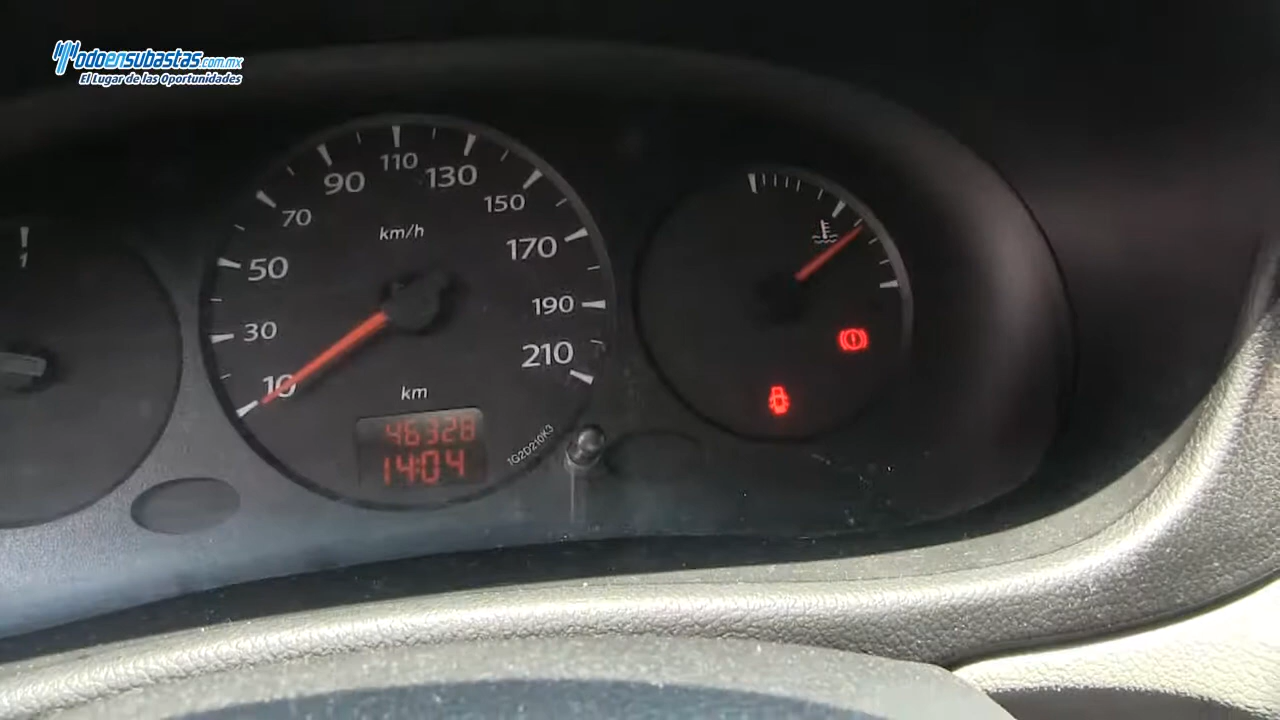 Todoensubastas.com.mx
El Lugar de las Oportunidades
1
10
30
50
70
90
110
130
150
170
190
210
km/h
km
46328
14:04
1G2D210K3